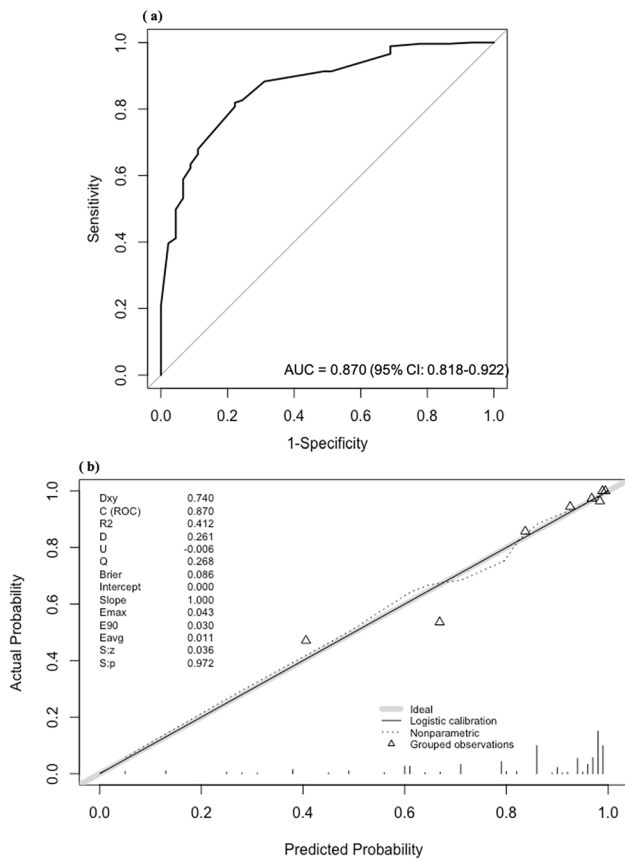 ( a)
1.0
0.8
0.6
0.4
0.2
0.0
Sensitivity
AUC = 0.870 (95% CI: 0.818-0.922)
0.0 0.2 0.4 0.6 0.8 1.0
1-Specificity
( b)
1.0
0.8
0.6
0.4
0.2
0.0
Actual Probability
Dxy 0.740
C (ROC) 0.870
R2 0.412
D 0.261
U -0.006
Q 0.268
Brier 0.086
Intercept 0.000
Slope 1.000
Emax 0.043
E90 0.030
Eavg 0.011
S:z 0.036
S:p 0.972
Ideal
Logistic calibration
Nonparametric
Grouped observations
0.0 0.2 0.4 0.6 0.8 1.0
Predicted Probability